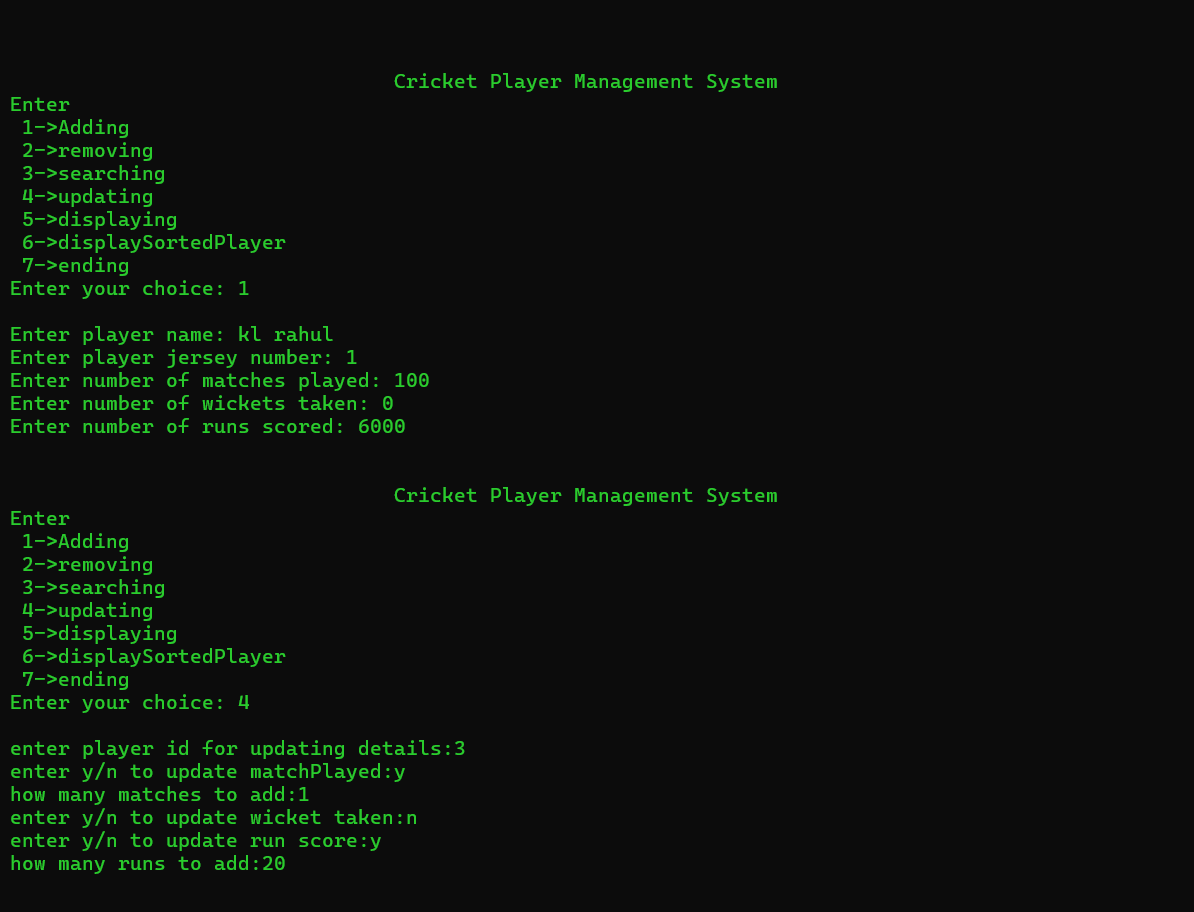 Cricket Player Management System
Enter
1->Adding
2->removing
3->searching
4->updating
5->displaying
6->displaySortedPlayer
7->ending
Enter your choice: 1
Enter player name: kl rahul
Enter player jersey number: 1
Enter number of matches played: 100
Enter number of wickets taken: 0
Enter number of runs scored: 6000
Cricket Player Management System
Enter
1->Adding
2->removing
3->searching
4->updating
5->displaying
6->displaySortedPlayer
7->ending
Enter your choice: 4
enter player id for updating details:3
enter y/n to update matchPlayed:y
how many matches to add:1
enter y/n to update wicket taken:n
enter y/n to update run score:y
how many runs to add:20